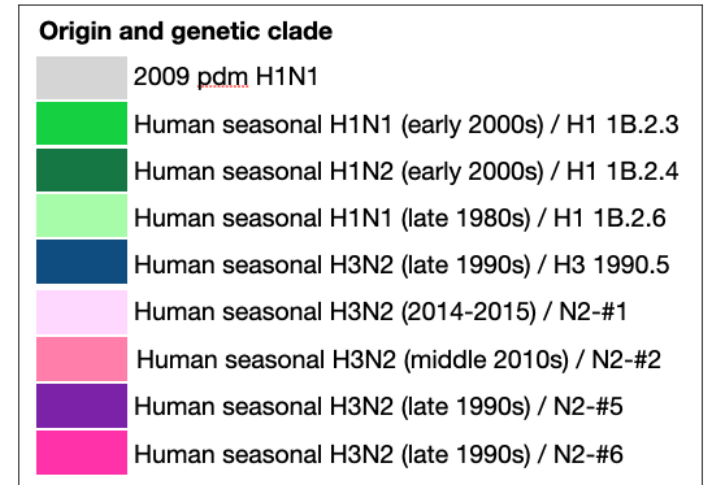 Origin and genetic clade
2009 pdm H1N1
Human seasonal H1N1 (early 2000s) / H1 1B.2.3
Human seasonal H1N2 (early 2000s) / H1 1B.2.4
Human seasonal H1N1 (late 1980s) / H1 1B.2.6
Human seasonal H3N2 (late 1990s) / H3 1990.5
Human seasonal H3N2 (2014-2015) / N2-#1
Human seasonal H3N2 (middle 2010s) / N2-#2
Human seasonal H3N2 (late 1990s) / N2-#5
Human seasonal H3N2 (late 1990s) / N2-#6